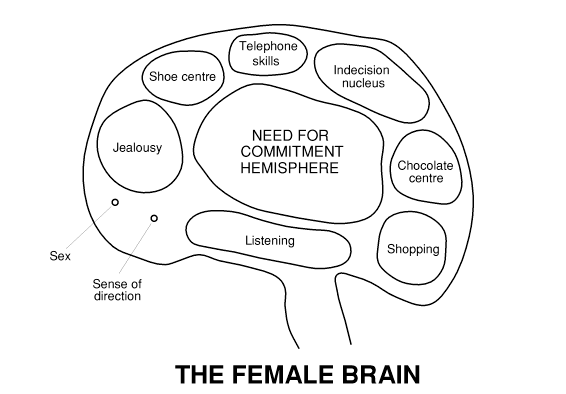 Telephone
skills
Shoe centre
Indecision
nucleus
Jealousy
NEED FOR
COMMITMENT
HEMISPHERE
Chocolate
centre
Listening
Shopping
Sex
Sense of
direction
THE FEMALE BRAIN